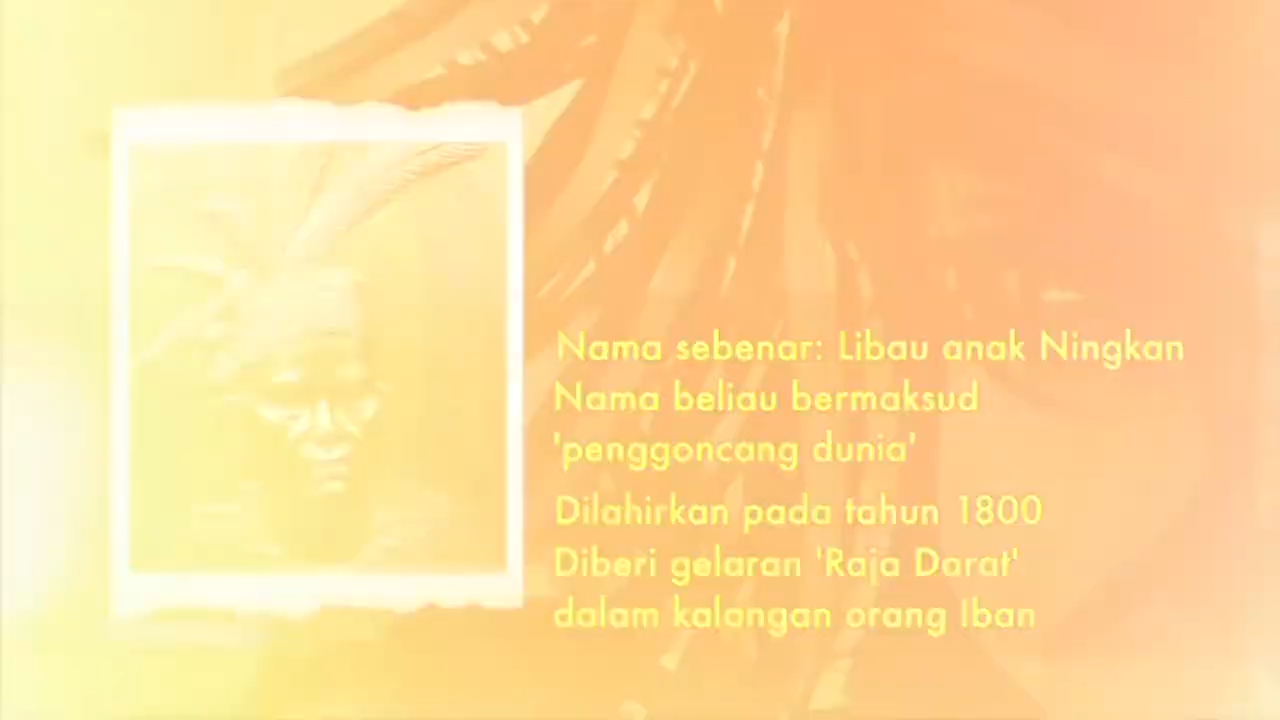 Nama sebenar: Libau anak Ningkan
Nama beliau bermaksud
'penggoncang dunia'
Dilahirkan pada tahun 1800
Diberi gelaran 'Raja Darat'
dalam kalangan orang Iban